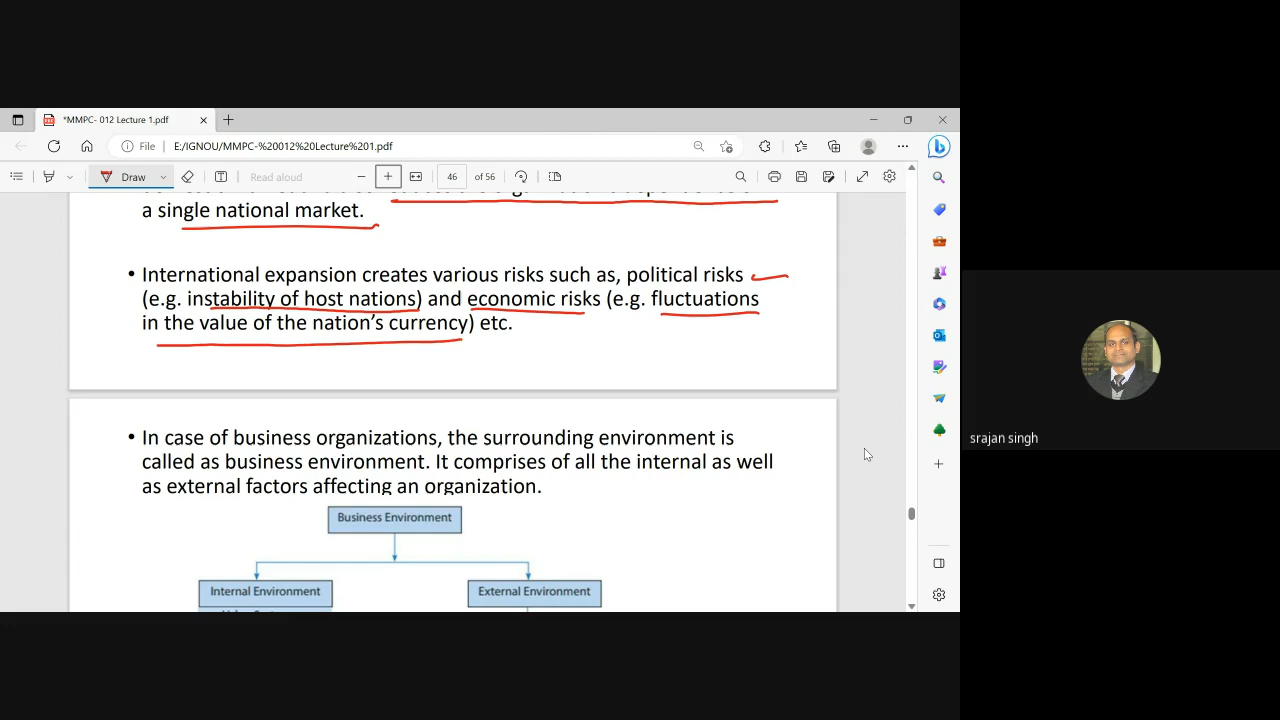 *MMPC- 012 Lecture 1.pdf
File E:/IGNOU/MMPC-%20012%20Lecture%201.pdf
Draw Read aloud 46 of 56
a single national market.
• International expansion creates various risks such as, political risks
(e.g. instability of host nations) and economic risks (e.g. fluctuations
in the value of the nation's currency) etc.
• In case of business organizations, the surrounding environment is
called as business environment. It comprises of all the internal as well
as external factors affecting an organization.
Business Environment
Internal Environment External Environment
srajan singh